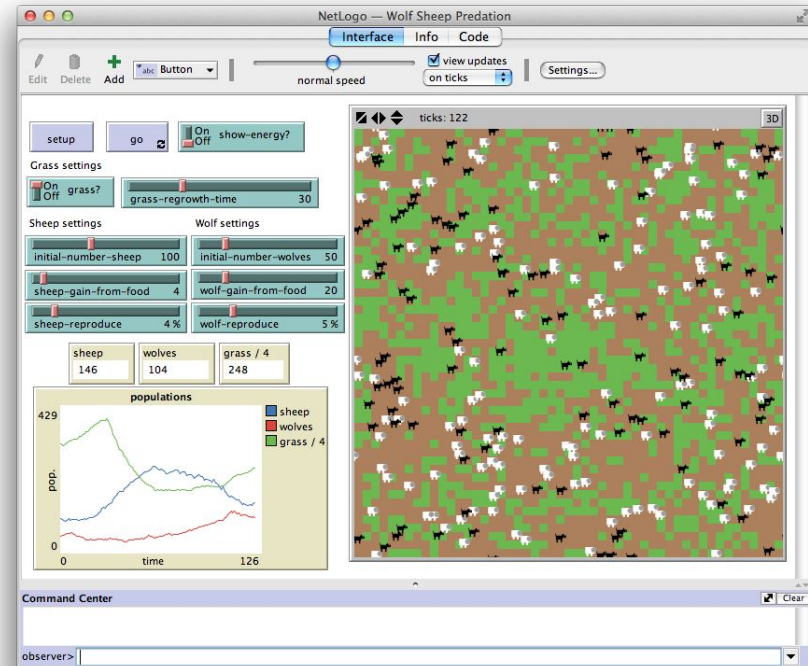 NetLogo — Wolf Sheep Predation
Interface Info Code
Edit Delete Add abc Button normal speed view updates on ticks Settings...
setup go On Off show-energy?
ticks: 122 3D
Grass settings
On Off grass? grass-regrowth-time 30
Sheep settings Wolf settings
initial-number-sheep 100 initial-number-wolves 50
sheep-gain-from-food 4 wolf-gain-from-food 20
sheep-reproduce 4 % wolf-reproduce 5 %
sheep wolves grass / 4
146 104 248
populations
429
pop.
0
0 time 126
sheep
wolves
grass / 4
Command Center Clear
observer>